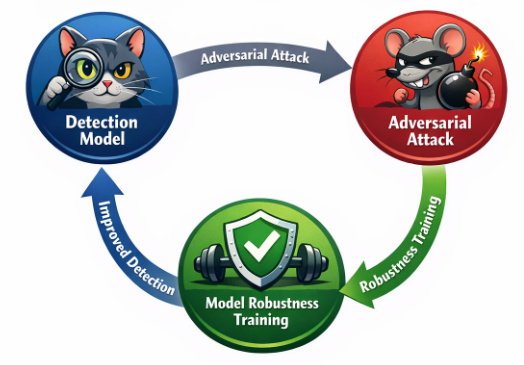 Adversarial Attack
Detection
Model
Adversarial
Attack
Improved Detection
Robustness Training
Model Robustness
Training